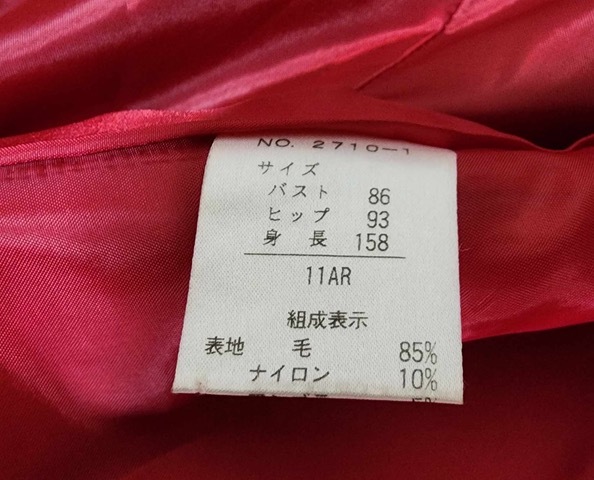 NO. 2710-1
サイズ
バスト 86
ヒップ 93
身長 158
11AR
組成表示
表地 毛 85%
ナイロン 10%